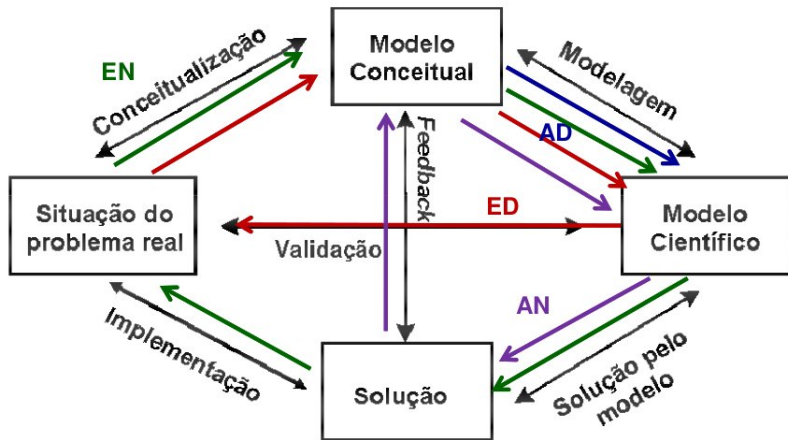 Modelo
Conceitual
EN
Conceitualização
Modelagem
AD
Feedback
Situação do
problema real
ED
Modelo
Científico
Validação
AN
Implementação
Solução
Solução pelo
modelo